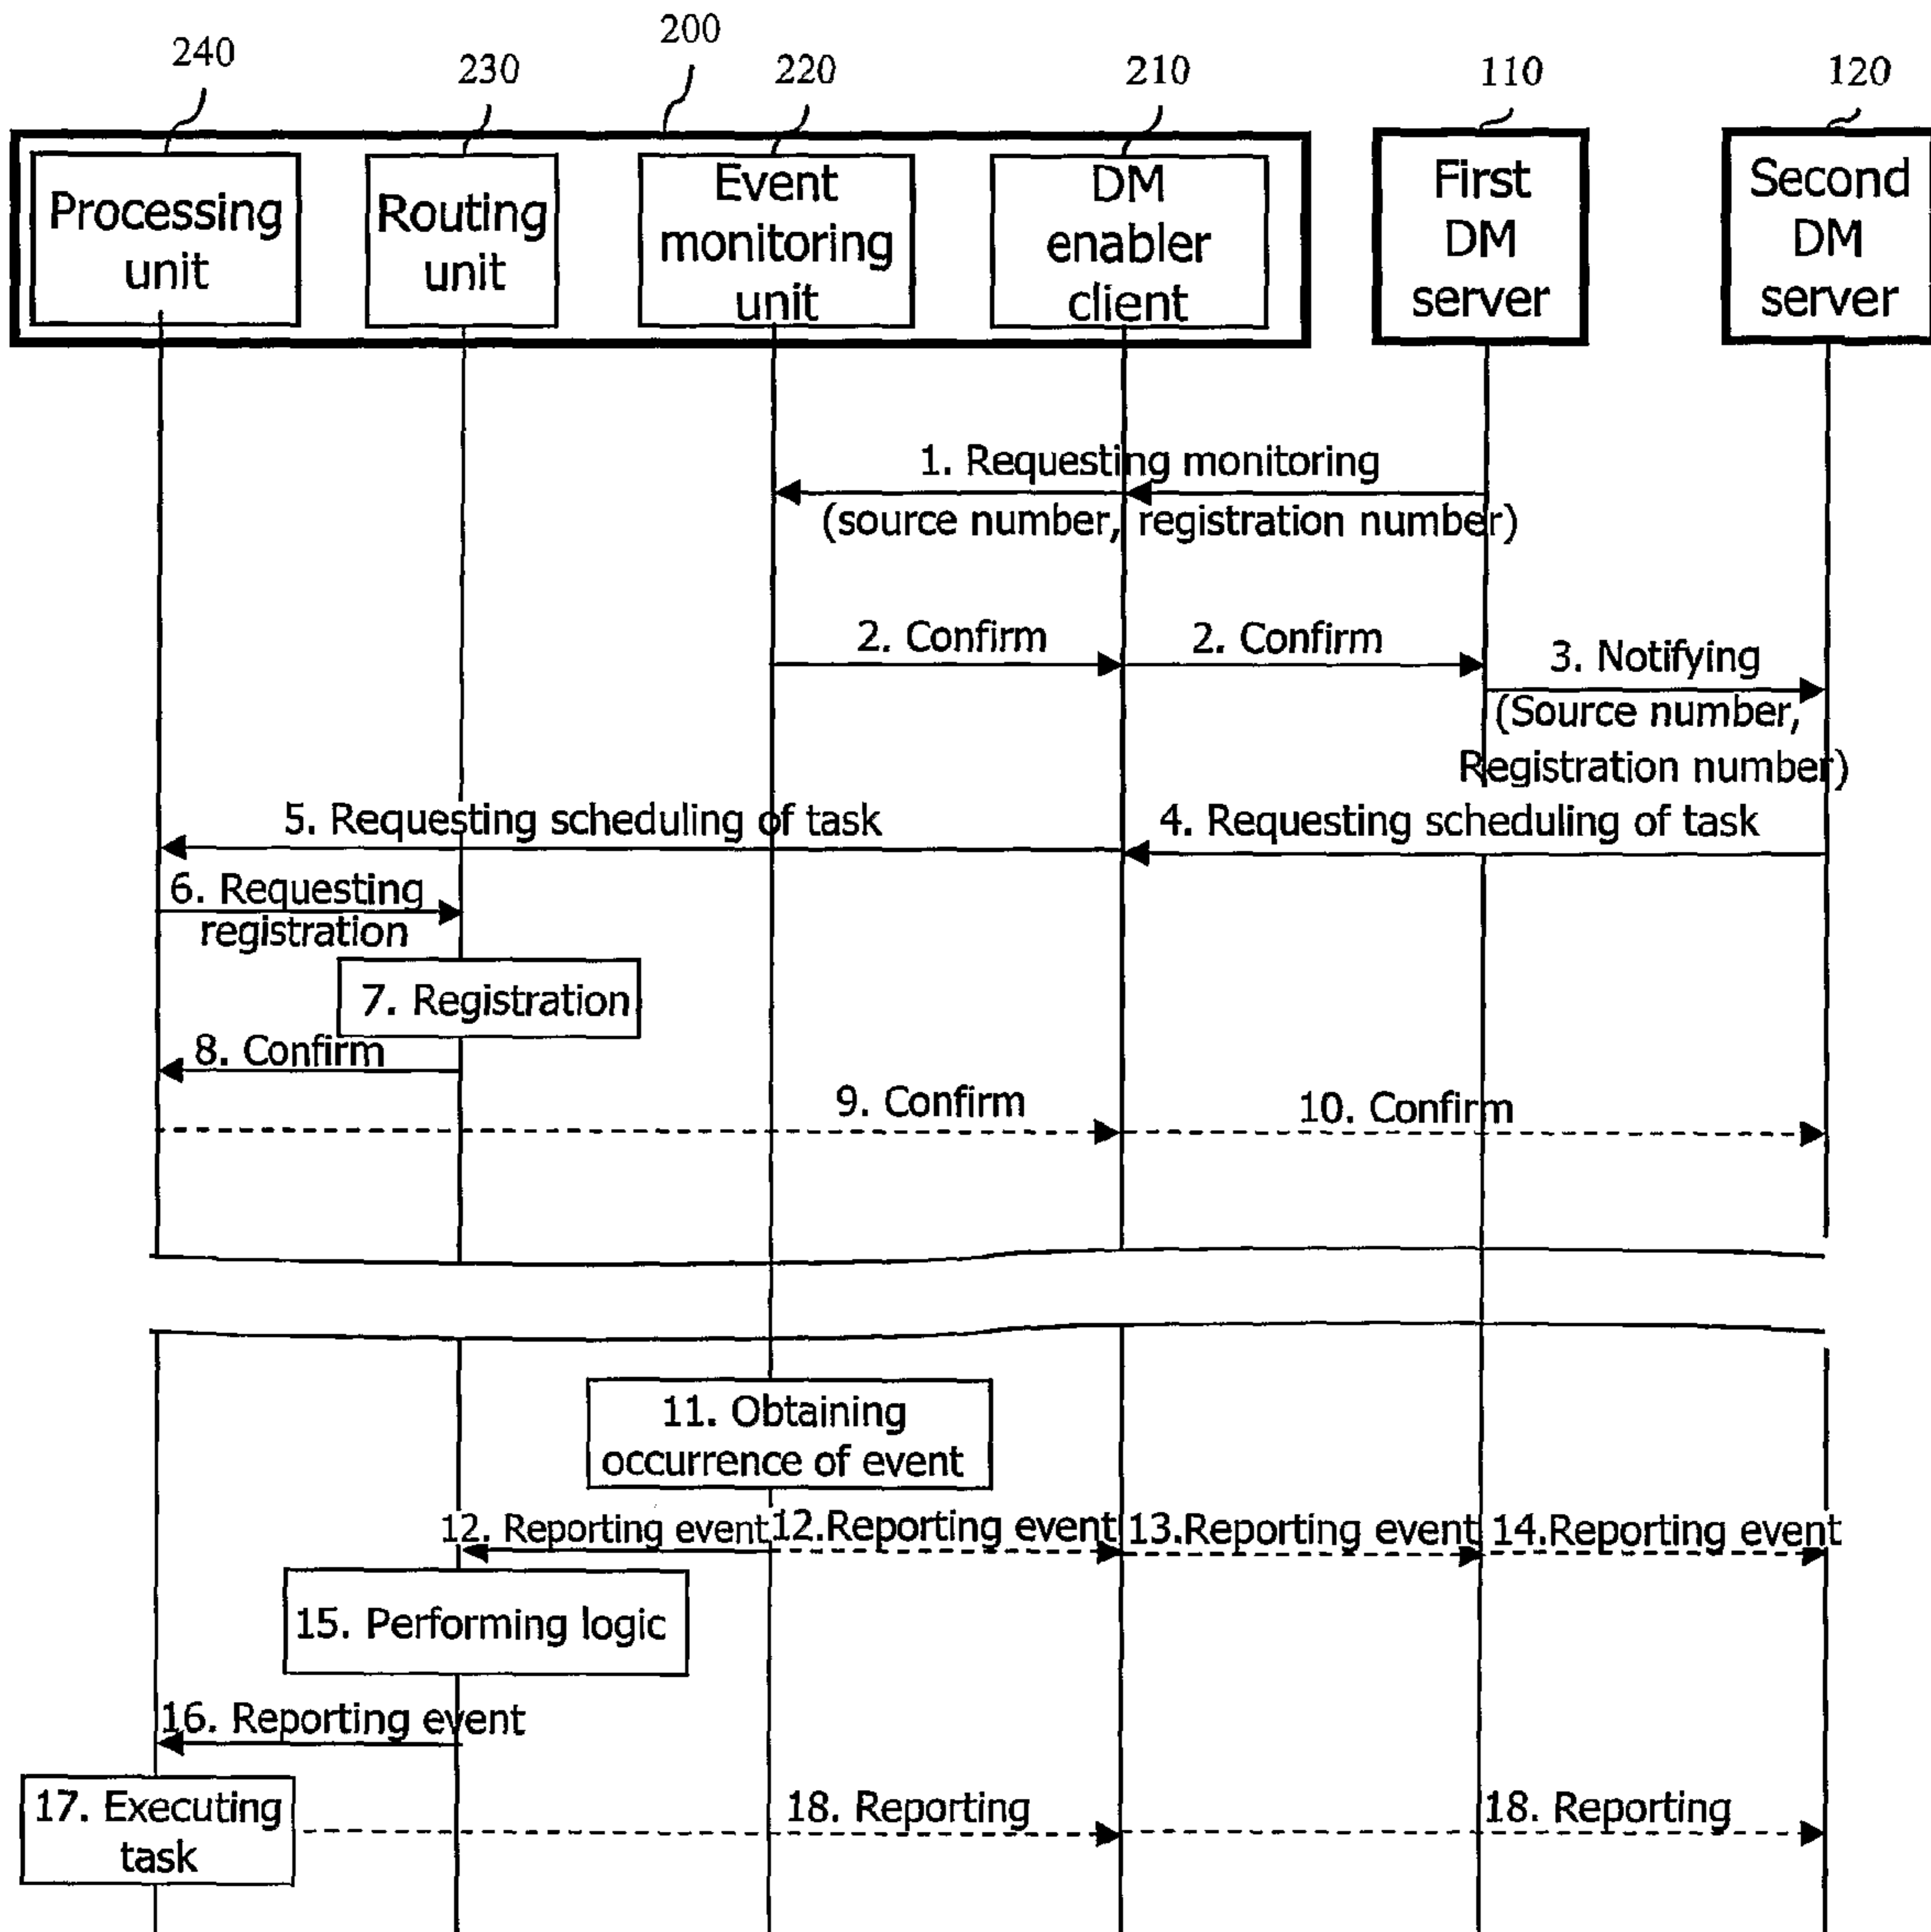 200
240
230
220
210
110
120
Processing
unit
Routing
unit
Event
monitoring
unit
DM
enabler
client
First
DM
server
Second
DM
server
1. Requesting monitoring
(source number, registration number)
2. Confirm
2. Confirm
3. Notifying
(Source number,
Registration number)
5. Requesting scheduling of task
4. Requesting scheduling of task
6. Requesting
registration
7. Registration
8. Confirm
9. Confirm
10. Confirm
11. Obtaining
occurrence of event
12. Reporting event
12.Reporting event
13.Reporting event
14.Reporting event
15. Performing logic
16. Reporting event
17. Executing
task
18. Reporting
18. Reporting